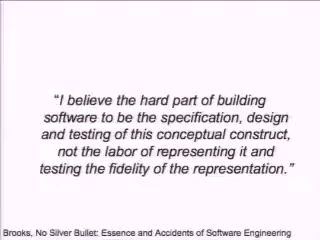 “I believe the hard part of building
software to be the specification, design
and testing of this conceptual construct,
not the labor of representing it and
testing the fidelity of the representation.”
Brooks, No Silver Bullet: Essence and Accidents of Software Engineering